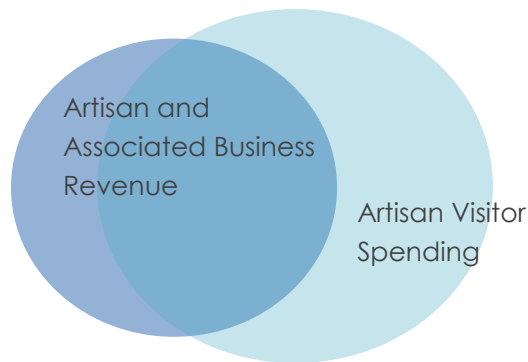 Artisan and
Associated Business
Revenue
Artisan Visitor
Spending